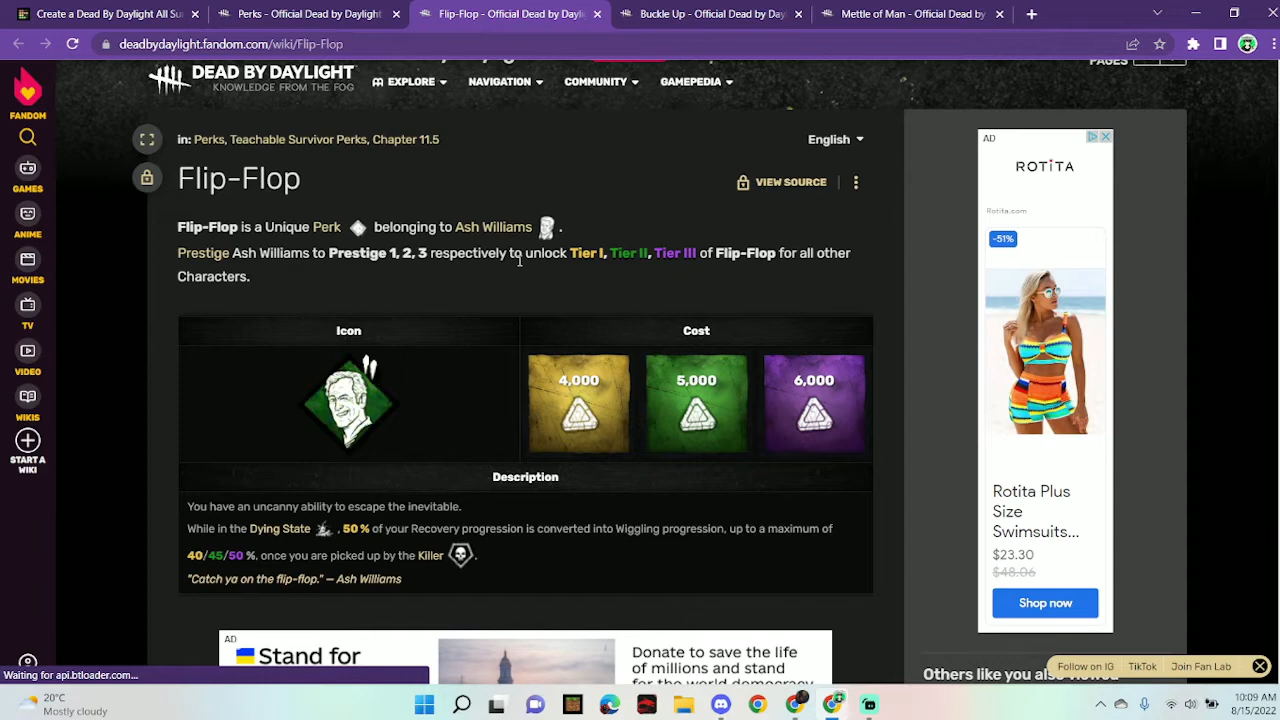 Dead by Daylight All Su
Perks - Dead by Daylight
Flip-Flop - Official Dead by Dayli
Buckle Up - Official Dead by Day
Mettle of Man - Official Dead by
deadbydaylight.fandom.com/wiki/Flip-Flop
DEAD BY DAYLIGHT
KNOWLEDGE FROM THE FOG
EXPLORE
NAVIGATION
COMMUNITY
GAMEPEDIA
PAGES
FANDOM
GAMES
ANIME
MOVIES
TV
VIDEO
WIKIS
START A
WIKI
in: Perks, Teachable Survivor Perks, Chapter 11.5
English
Flip-Flop
VIEW SOURCE
Flip-Flop is a Unique Perk belonging to Ash Williams .
Prestige Ash Williams to Prestige 1, 2, 3 respectively to unlock Tier I, Tier II, Tier III of Flip-Flop for all other
Characters.
Icon
Cost
4,000
5,000
6,000
Description
You have an uncanny ability to escape the inevitable.
While in the Dying State , 50 % of your Recovery progression is converted into Wiggling progression, up to a maximum of
40/45/50 %, once you are picked up by the Killer .
"Catch ya on the flip-flop." — Ash Williams
AD
ROTITA
Rotita.com
-51%
Rotita Plus
Size
Swimsuits...
$23.30
$48.06
Shop now
AD
Stand for
Donate to save the life
of millions and stand
for the world democracy
Others like you also viewed
Follow on IG
TikTok
Join Fan Lab
Waiting for api.btloader.com...
20°C
Mostly cloudy
10:09 AM
8/15/2022